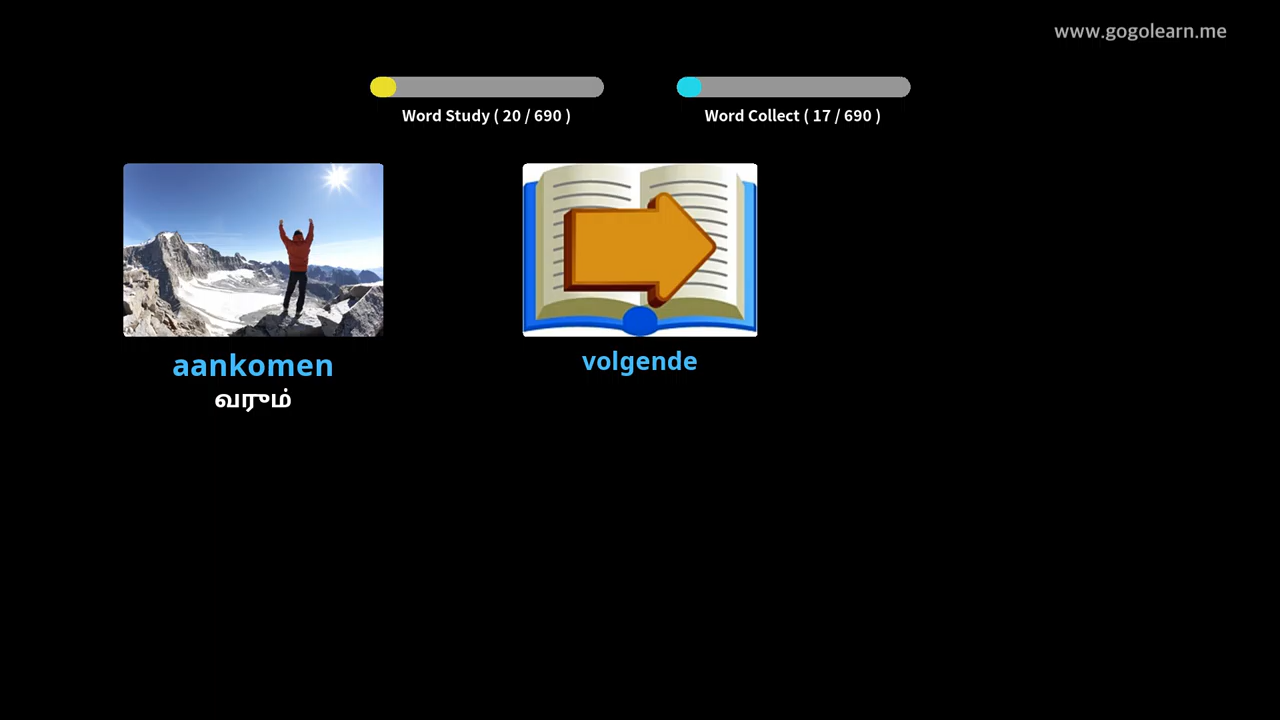 www.gogolearn.me
Word Study ( 20 / 690 )
Word Collect ( 17 / 690 )
aankomen
வரும்
volgende